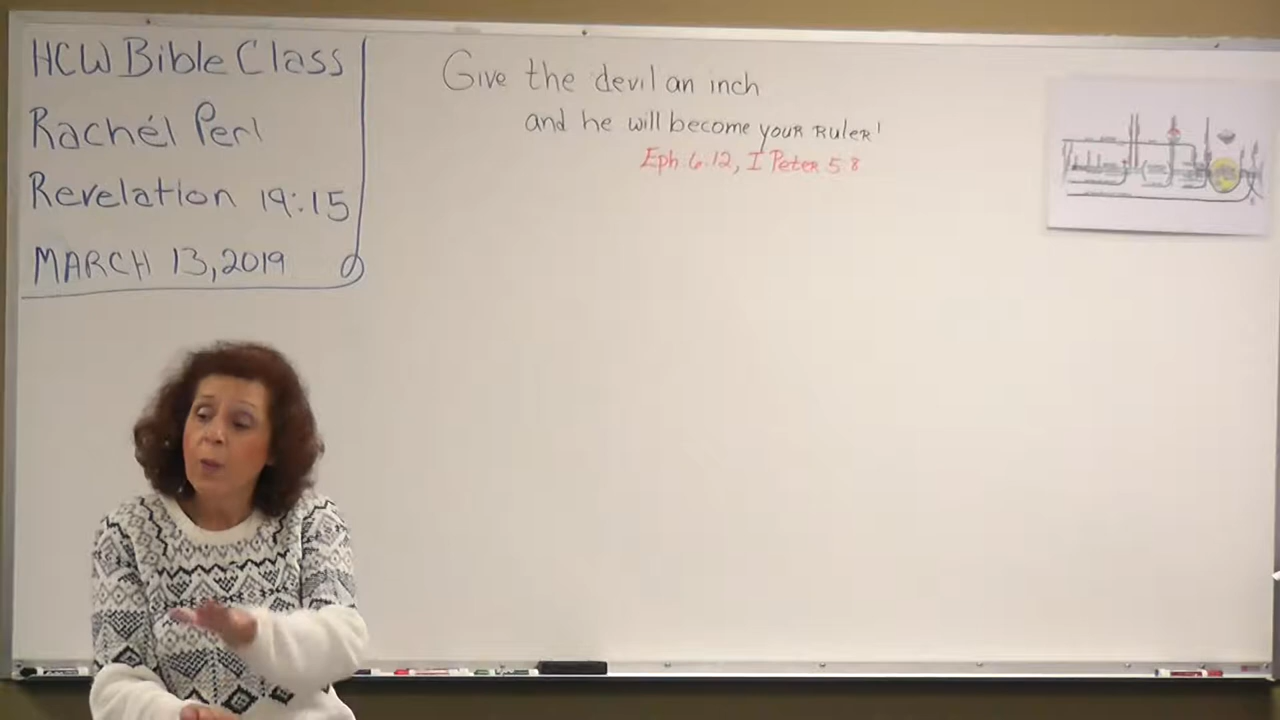 HCW Bible Class
Rachél Perl
Revelation 19:15
MARCH 13, 2019
Give the devil an inch
and he will become your RULER!
Eph 6:12, I Peter 5:8